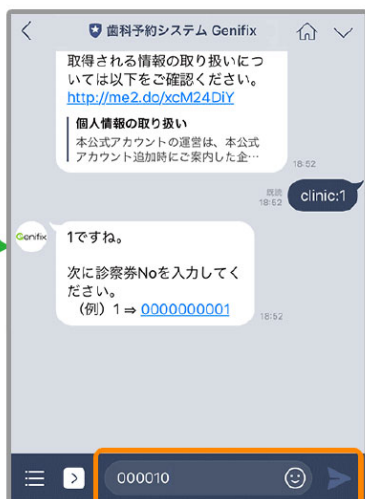 歯科予約システム Genifix
取得される情報の取り扱いにつ
いては以下をご確認ください。
http://me2.do/xcM24DiY
個人情報の取り扱い
本公式アカウントの運営は、本公式
アカウント追加時にご案内した企…
18:52
既読
18:52
clinic:1
Genifix
1ですね。
次に診察券Noを入力してく
ださい。
（例）1 ⇒ 0000000001
18:52
000010